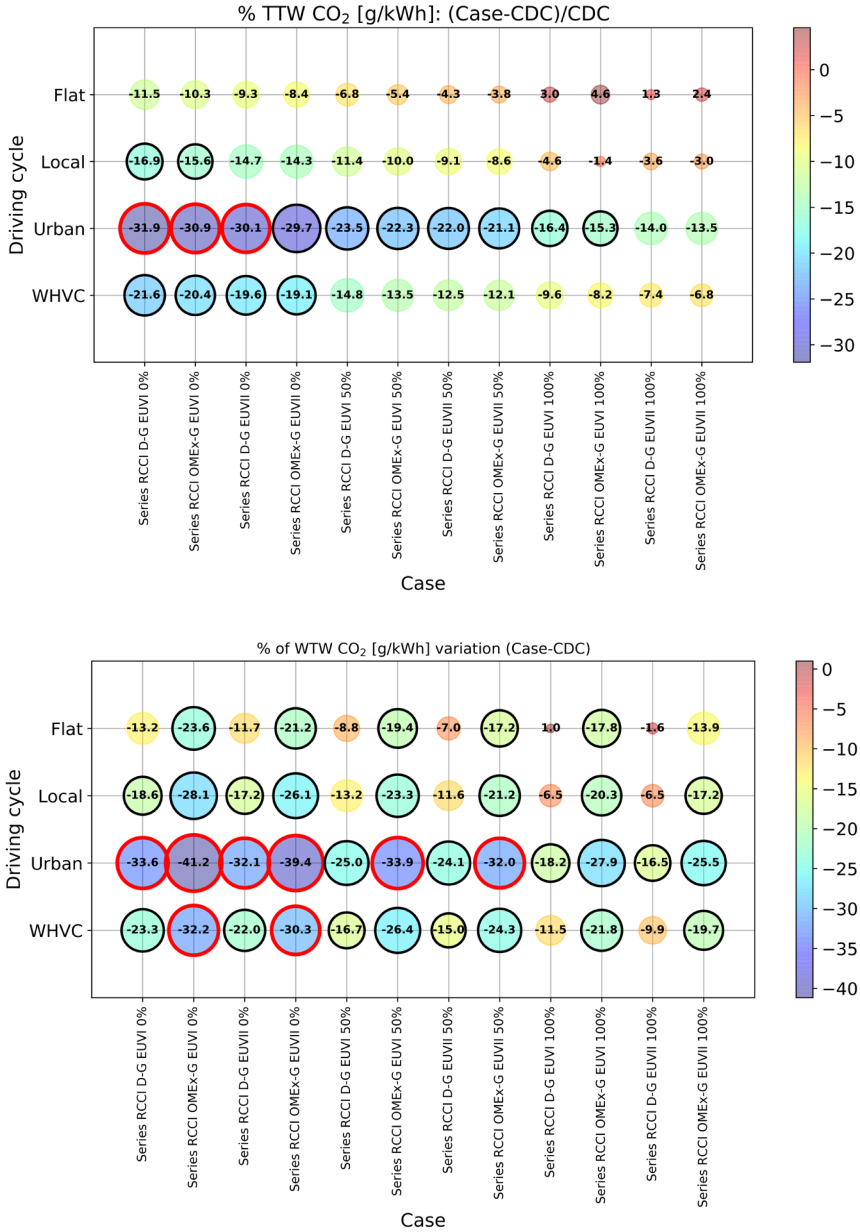 % TTW CO₂ [g/kWh]: (Case-CDC)/CDC
Driving cycle
Flat -11.5 -10.3 -9.3 -8.4 -6.8 -5.4 -4.3 -3.8 3.0 4.6 1.3 2.4
Local -16.9 -15.6 -14.7 -14.3 -11.4 -10.0 -9.1 -8.6 -4.6 -1.4 -3.6 -3.0
Urban -31.9 -30.9 -30.1 -29.7 -23.5 -22.3 -22.0 -21.1 -16.4 -15.3 -14.0 -13.5
WHVC -21.6 -20.4 -19.6 -19.1 -14.8 -13.5 -12.5 -12.1 -9.6 -8.2 -7.4 -6.8
Series RCCI D-G EUVI 0%
Series RCCI OMEx-G EUVI 0%
Series RCCI D-G EUVII 0%
Series RCCI OMEx-G EUVII 0%
Series RCCI D-G EUVI 50%
Series RCCI OMEx-G EUVI 50%
Series RCCI D-G EUVII 50%
Series RCCI OMEx-G EUVII 50%
Series RCCI D-G EUVI 100%
Series RCCI OMEx-G EUVI 100%
Series RCCI D-G EUVII 100%
Series RCCI OMEx-G EUVII 100%
Case
0
−5
−10
−15
−20
−25
−30
% of WTW CO₂ [g/kWh] variation (Case-CDC)
Driving cycle
Flat -13.2 -23.6 -11.7 -21.2 -8.8 -19.4 -7.0 -17.2 1.0 -17.8 -1.6 -13.9
Local -18.6 -28.1 -17.2 -26.1 -13.2 -23.3 -11.6 -21.2 -6.5 -20.3 -6.5 -17.2
Urban -33.6 -41.2 -32.1 -39.4 -25.0 -33.9 -24.1 -32.0 -18.2 -27.9 -16.5 -25.5
WHVC -23.3 -32.2 -22.0 -30.3 -16.7 -26.4 -15.0 -24.3 -11.5 -21.8 -9.9 -19.7
Series RCCI D-G EUVI 0%
Series RCCI OMEx-G EUVI 0%
Series RCCI D-G EUVII 0%
Series RCCI OMEx-G EUVII 0%
Series RCCI D-G EUVI 50%
Series RCCI OMEx-G EUVI 50%
Series RCCI D-G EUVII 50%
Series RCCI OMEx-G EUVII 50%
Series RCCI D-G EUVI 100%
Series RCCI OMEx-G EUVI 100%
Series RCCI D-G EUVII 100%
Series RCCI OMEx-G EUVII 100%
Case
0
−5
−10
−15
−20
−25
−30
−35
−40